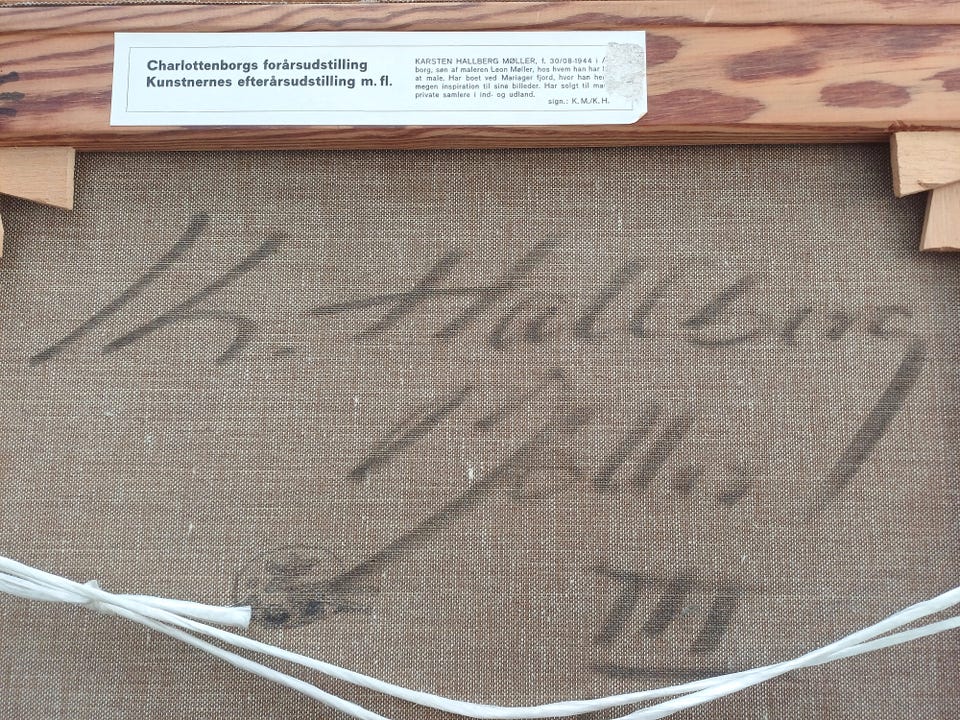 Charlottenborgs forårsudstilling
Kunstnernes efterårsudstilling m. fl.
KARSTEN HALLBERG MØLLER, f. 30/08-1944 i
borg, søn af maleren Leon Møller, hos hvem han har
at male. Har boet ved Mariager fjord, hvor han
megen inspiration til sine billeder. Har solgt til
private samlere i ind- og udland.
sign.: K. M./K. H.
K. Hallberg
Møller
III